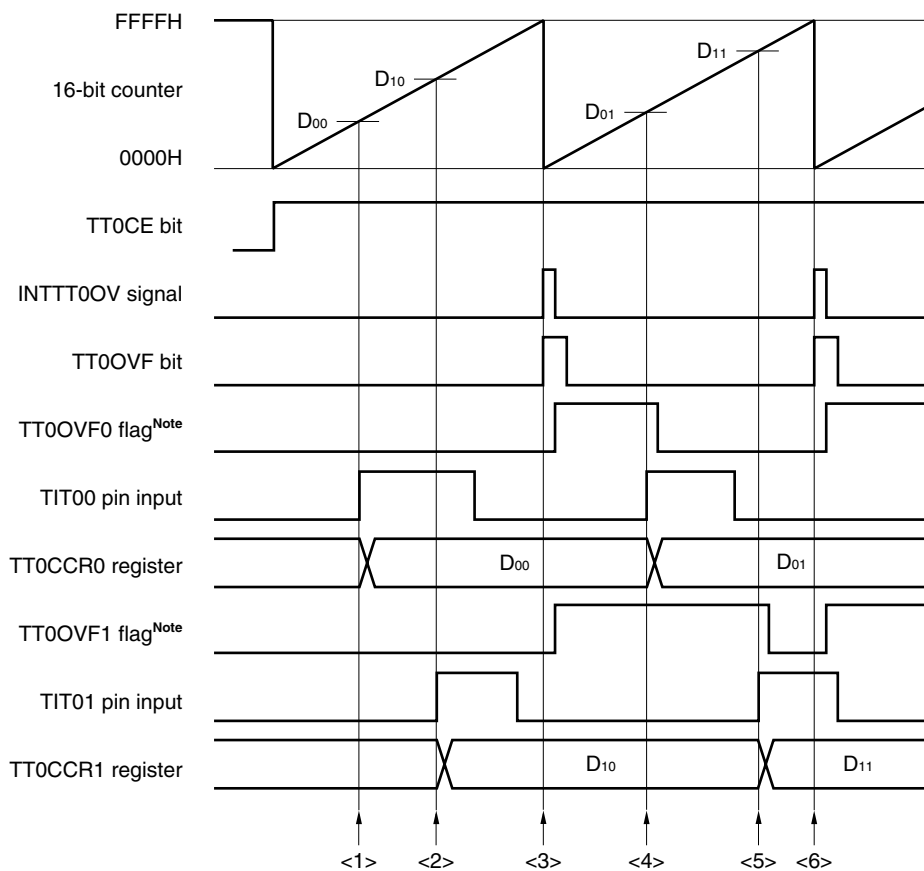 FFFFH
16-bit counter
0000H
D00
D10
D01
D11
TT0CE bit
INTTT0OV signal
TT0OVF bit
TT0OVF0 flagNote
TIT00 pin input
TT0CCR0 register
D00
D01
TT0OVF1 flagNote
TIT01 pin input
TT0CCR1 register
D10
D11
<1> <2> <3> <4> <5> <6>